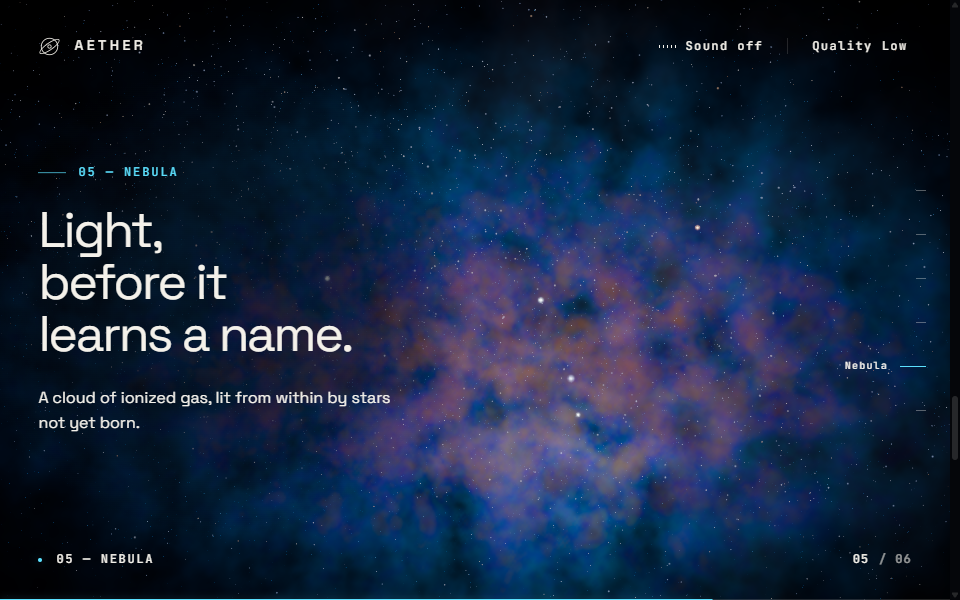 AETHER
Sound off
Quality Low
05 — NEBULA
Light,
before it
learns a name.
A cloud of ionized gas, lit from within by stars
not yet born.
Nebula
05 — NEBULA
05 / 06